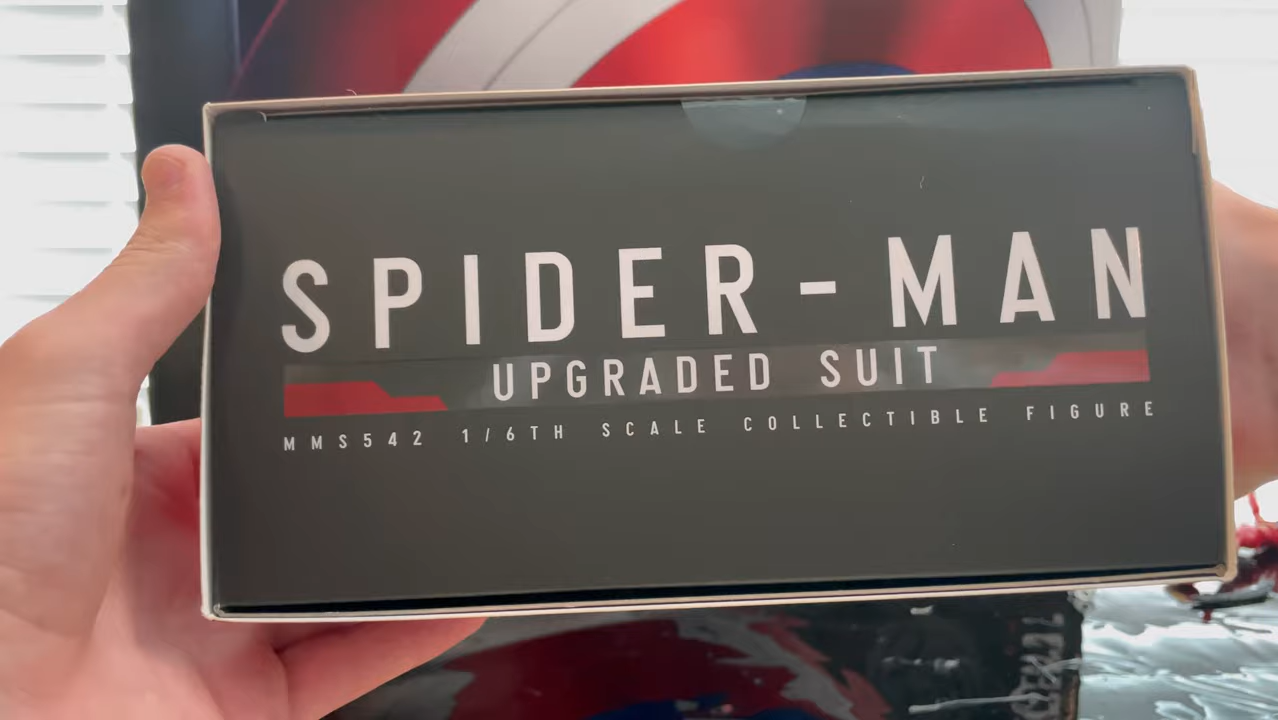 SPIDER-MAN
UPGRADED SUIT
MMS542 1/6TH SCALE COLLECTIBLE FIGURE